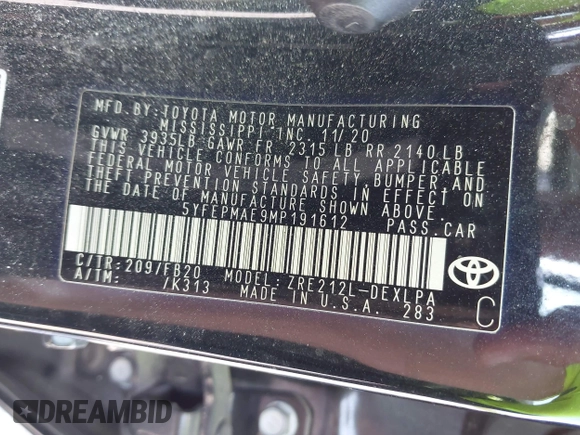 MFD. BY: TOYOTA MOTOR MANUFACTURING
MISSISSIPPI, INC. 11/20
GVWR 3935LB GAWR FR 2315 LB RR 2140 LB
THIS VEHICLE CONFORMS TO ALL APPLICABLE
FEDERAL MOTOR VEHICLE SAFETY, BUMPER, AND
THEFT PREVENTION STANDARDS IN EFFECT ON
THE DATE OF MANUFACTURE SHOWN ABOVE.
5YFEPMAE9MP191612 PASS. CAR
C/TR: 209/FB20 MODEL: ZRE212L-DEXLPA
A/TM: /K313 MADE IN U.S.A. 283
C
DREAMBID